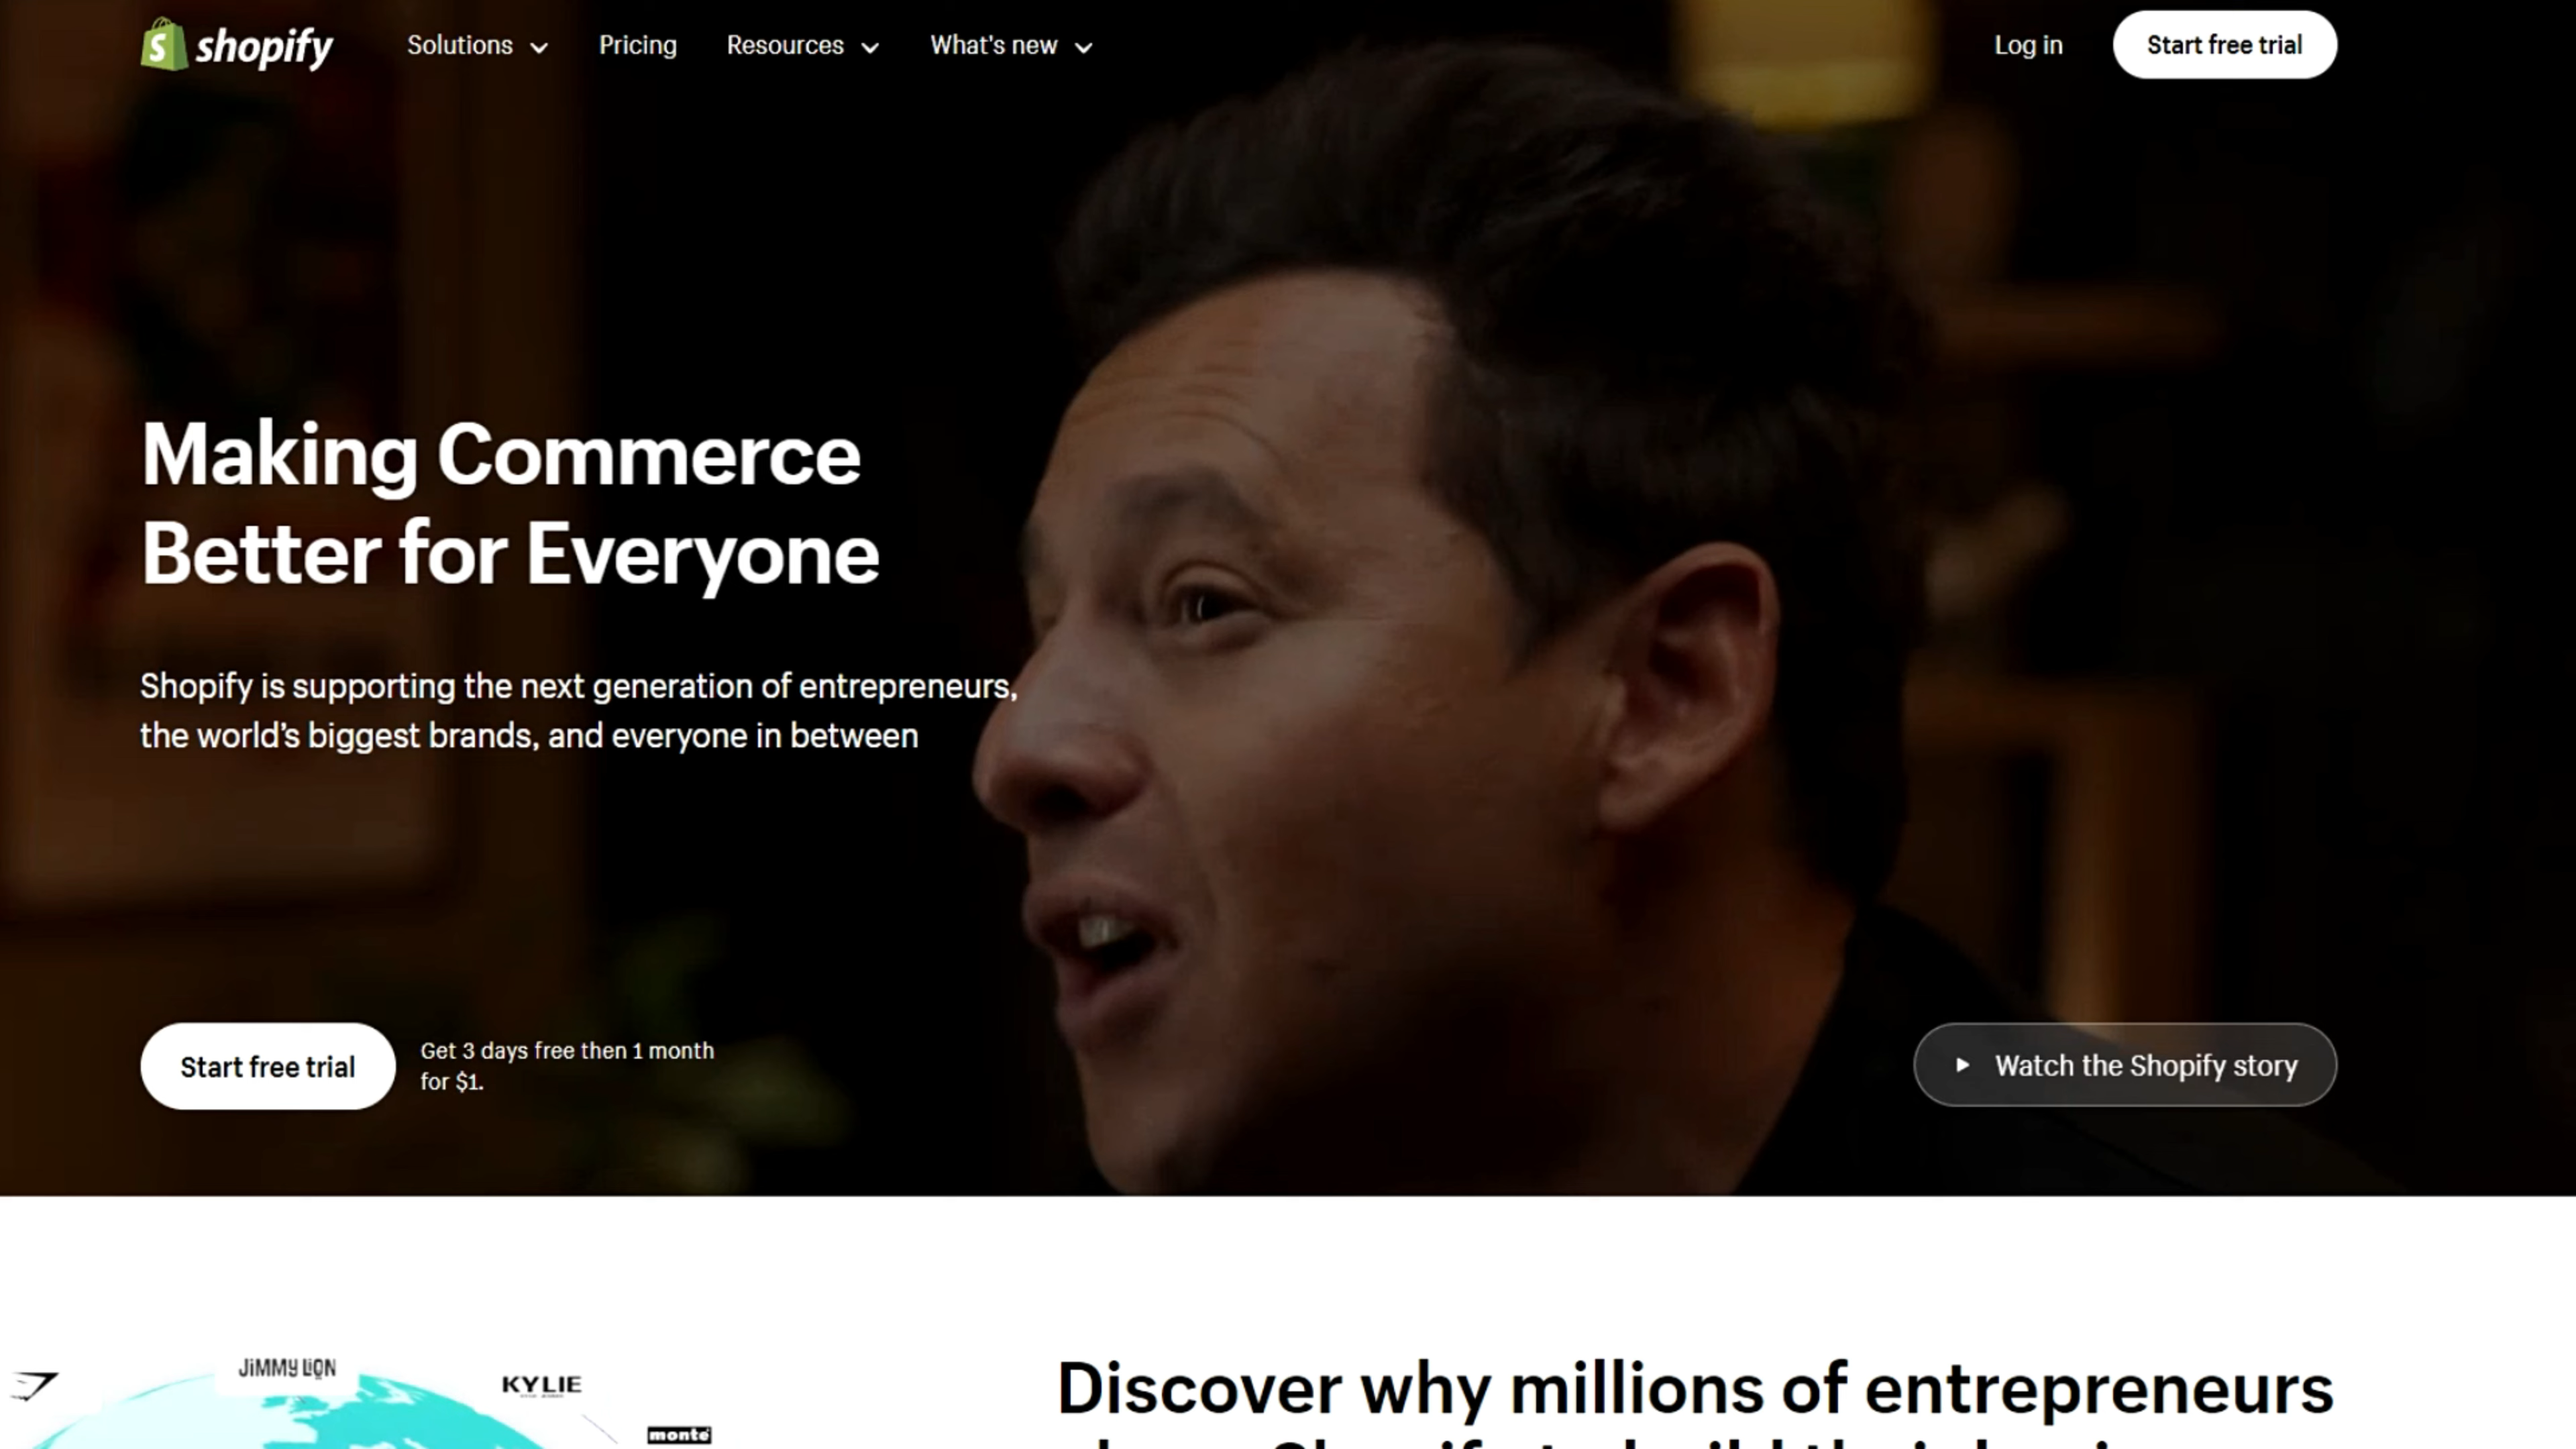 shopify Solutions Pricing Resources What's new Log in Start free trial
Making Commerce
Better for Everyone
Shopify is supporting the next generation of entrepreneurs,
the world's biggest brands, and everyone in between
Start free trial
Get 3 days free then 1 month
for $1.
Watch the Shopify story
JiMMY LiON
KYLIE
monte
Discover why millions of entrepreneurs